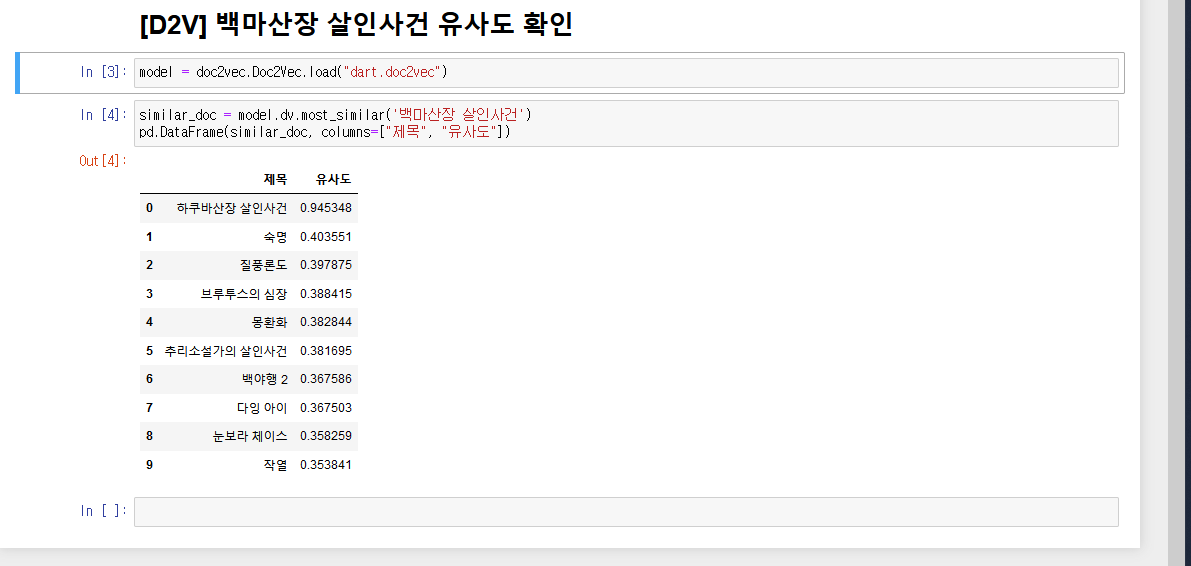 [D2V] 백마산장 살인사건 유사도 확인
In [3]: model = doc2vec.Doc2Vec.load("dart.doc2vec")
In [4]: similar_doc = model.dv.most_similar('백마산장 살인사건')
pd.DataFrame(similar_doc, columns=["제목", "유사도"])
Out[4]:
제목 유사도
0 하쿠바산장 살인사건 0.945348
1 숙명 0.403551
2 질풍론도 0.397875
3 브루투스의 심장 0.388415
4 몽환화 0.382844
5 추리소설가의 살인사건 0.381695
6 백야행 2 0.367586
7 다잉 아이 0.367503
8 눈보라 체이스 0.358259
9 작열 0.353841
In [ ]: